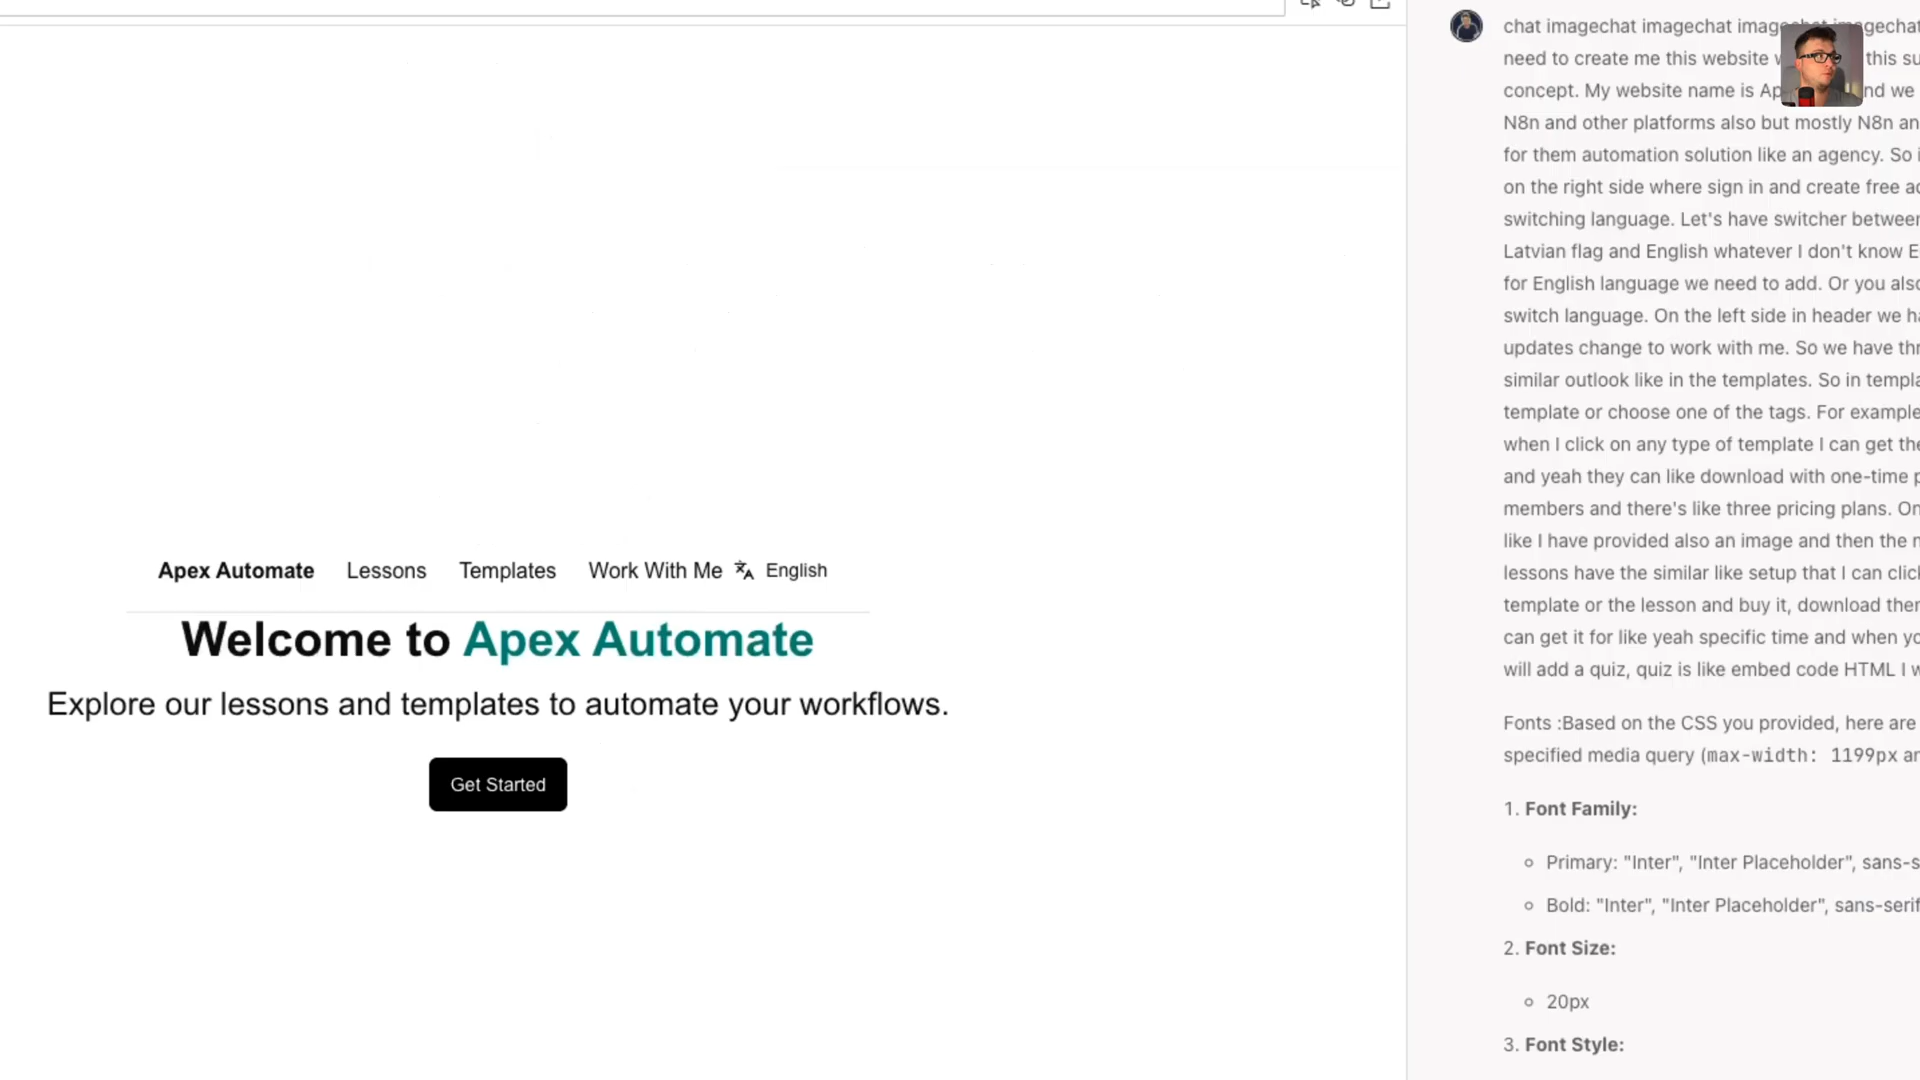 Apex Automate Lessons Templates Work With Me English
Welcome to Apex Automate
Explore our lessons and templates to automate your workflows.
Get Started
chat imagechat imagechat image
need to create me this website this su
concept. My website name is Ap nd we
N8n and other platforms also but mostly N8n an
for them automation solution like an agency. So i
on the right side where sign in and create free ac
switching language. Let's have switcher between
Latvian flag and English whatever I don't know E
for English language we need to add. Or you also
switch language. On the left side in header we ha
updates change to work with me. So we have thr
similar outlook like in the templates. So in templa
template or choose one of the tags. For example
when I click on any type of template I can get the
and yeah they can like download with one-time p
members and there's like three pricing plans. On
like I have provided also an image and then the n
lessons have the similar like setup that I can click
template or the lesson and buy it, download them
can get it for like yeah specific time and when yo
will add a quiz, quiz is like embed code HTML I w
Fonts :Based on the CSS you provided, here are
specified media query (max-width: 1199px an
1. Font Family:
Primary: "Inter", "Inter Placeholder", sans-s
Bold: "Inter", "Inter Placeholder", sans-serif
2. Font Size:
20px
3. Font Style: